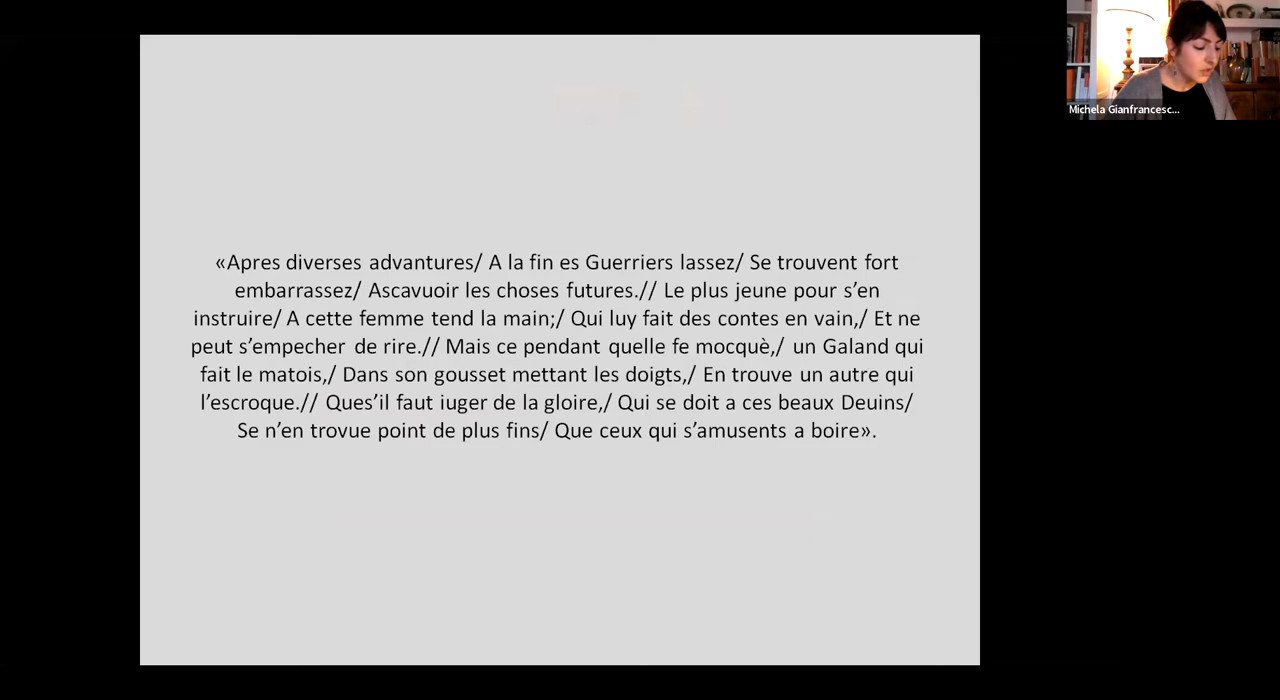 Michela Gianfrancesc...
«Apres diverses advantures/ A la fin es Guerriers lassez/ Se trouvent fort
embarrassez/ Ascavuoir les choses futures.// Le plus jeune pour s’en
instruire/ A cette femme tend la main;/ Qui luy fait des contes en vain,/ Et ne
peut s’empecher de rire.// Mais ce pendant quelle fe mocquè,/ un Galand qui
fait le matois,/ Dans son gousset mettant les doigts,/ En trouve un autre qui
l’escroque.// Ques’il faut iuger de la gloire,/ Qui se doit a ces beaux Deuins/
Se n’en trovue point de plus fins/ Que ceux qui s’amusents a boire».